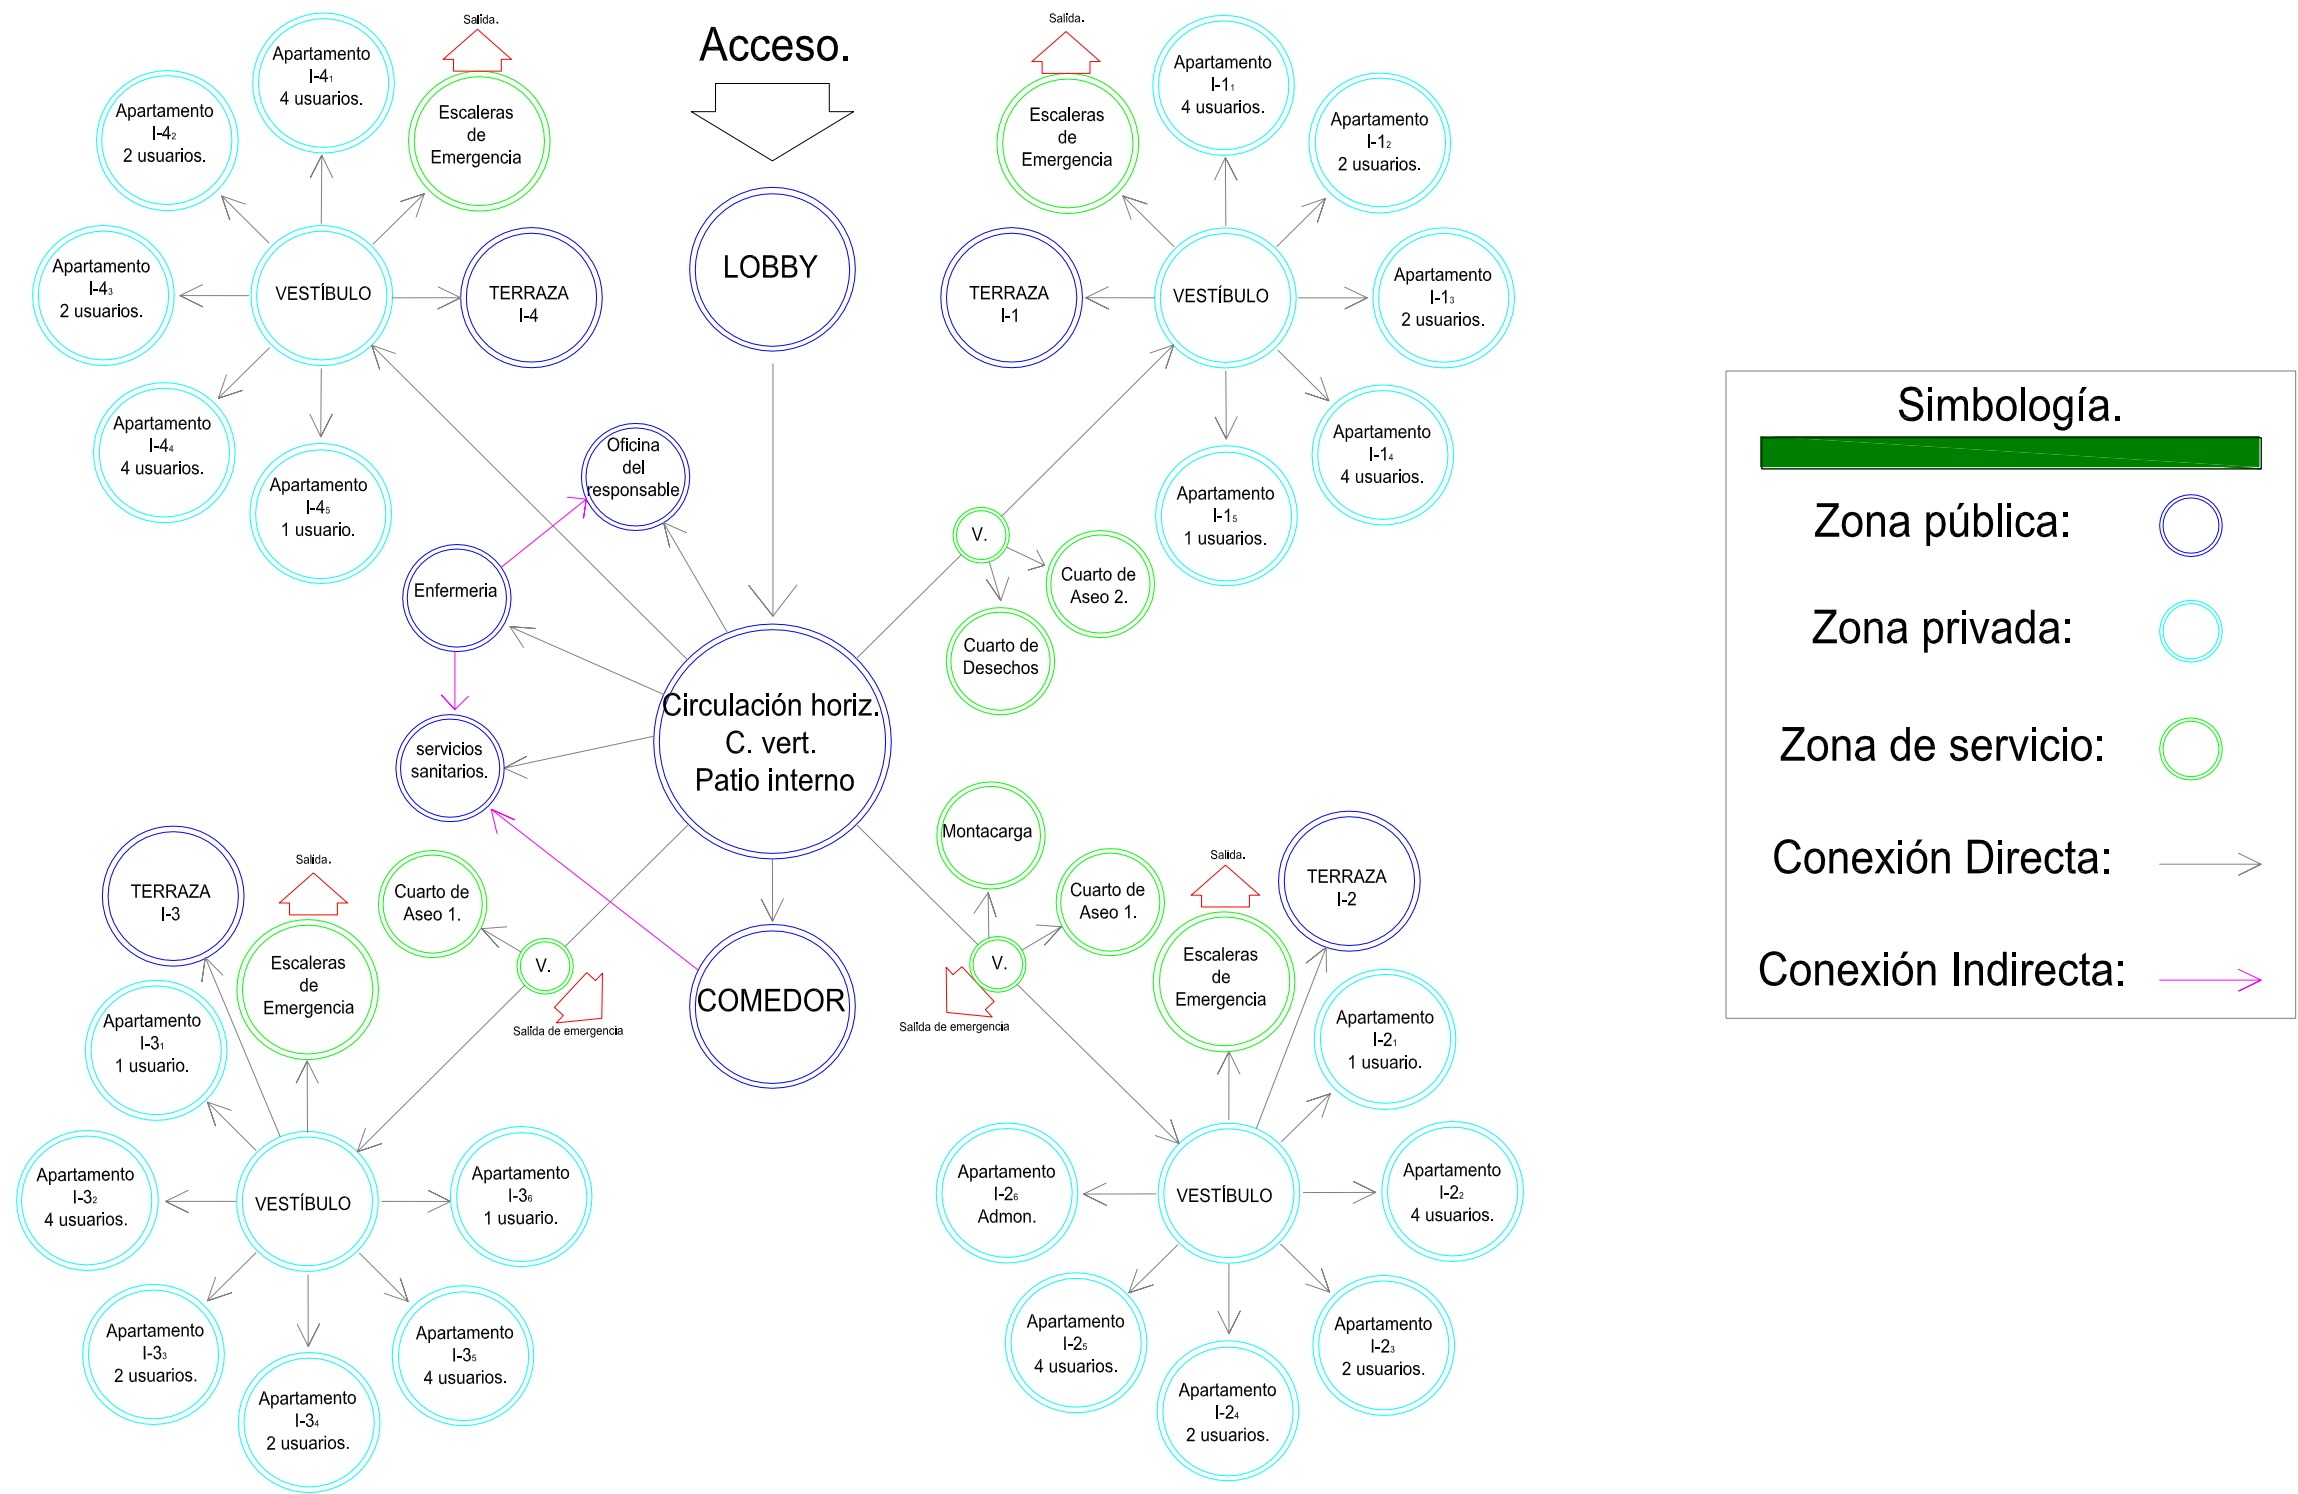 Salida.
Apartamento
I-4₁
4 usuarios.
Apartamento
I-4₂
2 usuarios.
Escaleras
de
Emergencia
Apartamento
I-4₃
2 usuarios.
VESTÍBULO
TERRAZA
I-4
Apartamento
I-4₄
4 usuarios.
Apartamento
I-4₅
1 usuario.
Acceso.
LOBBY
Salida.
Escaleras
de
Emergencia
Apartamento
I-1₁
4 usuarios.
Apartamento
I-1₂
2 usuarios.
TERRAZA
I-1
VESTÍBULO
Apartamento
I-1₃
2 usuarios.
Apartamento
I-1₄
4 usuarios.
Apartamento
I-1₅
1 usuarios.
Oficina
del
responsable
Enfermeria
servicios
sanitarios.
Circulación horiz.
C. vert.
Patio interno
V.
Cuarto de
Aseo 2.
Cuarto de
Desechos
TERRAZA
I-3
Salida.
Escaleras
de
Emergencia
Cuarto de
Aseo 1.
V.
Salida de emergencia
Apartamento
I-3₁
1 usuario.
Apartamento
I-3₂
4 usuarios.
VESTÍBULO
Apartamento
I-3₆
1 usuario.
Apartamento
I-3₃
2 usuarios.
Apartamento
I-3₄
2 usuarios.
Apartamento
I-3₅
4 usuarios.
COMEDOR
Montacarga
Cuarto de
Aseo 1.
V.
Salida de emergencia
Salida.
Escaleras
de
Emergencia
TERRAZA
I-2
Apartamento
I-2₁
1 usuario.
Apartamento
I-2₆
Admon.
VESTÍBULO
Apartamento
I-2₂
4 usuarios.
Apartamento
I-2₅
4 usuarios.
Apartamento
I-2₄
2 usuarios.
Apartamento
I-2₃
2 usuarios.
Simbología.
Zona pública:
Zona privada:
Zona de servicio:
Conexión Directa:
Conexión Indirecta: